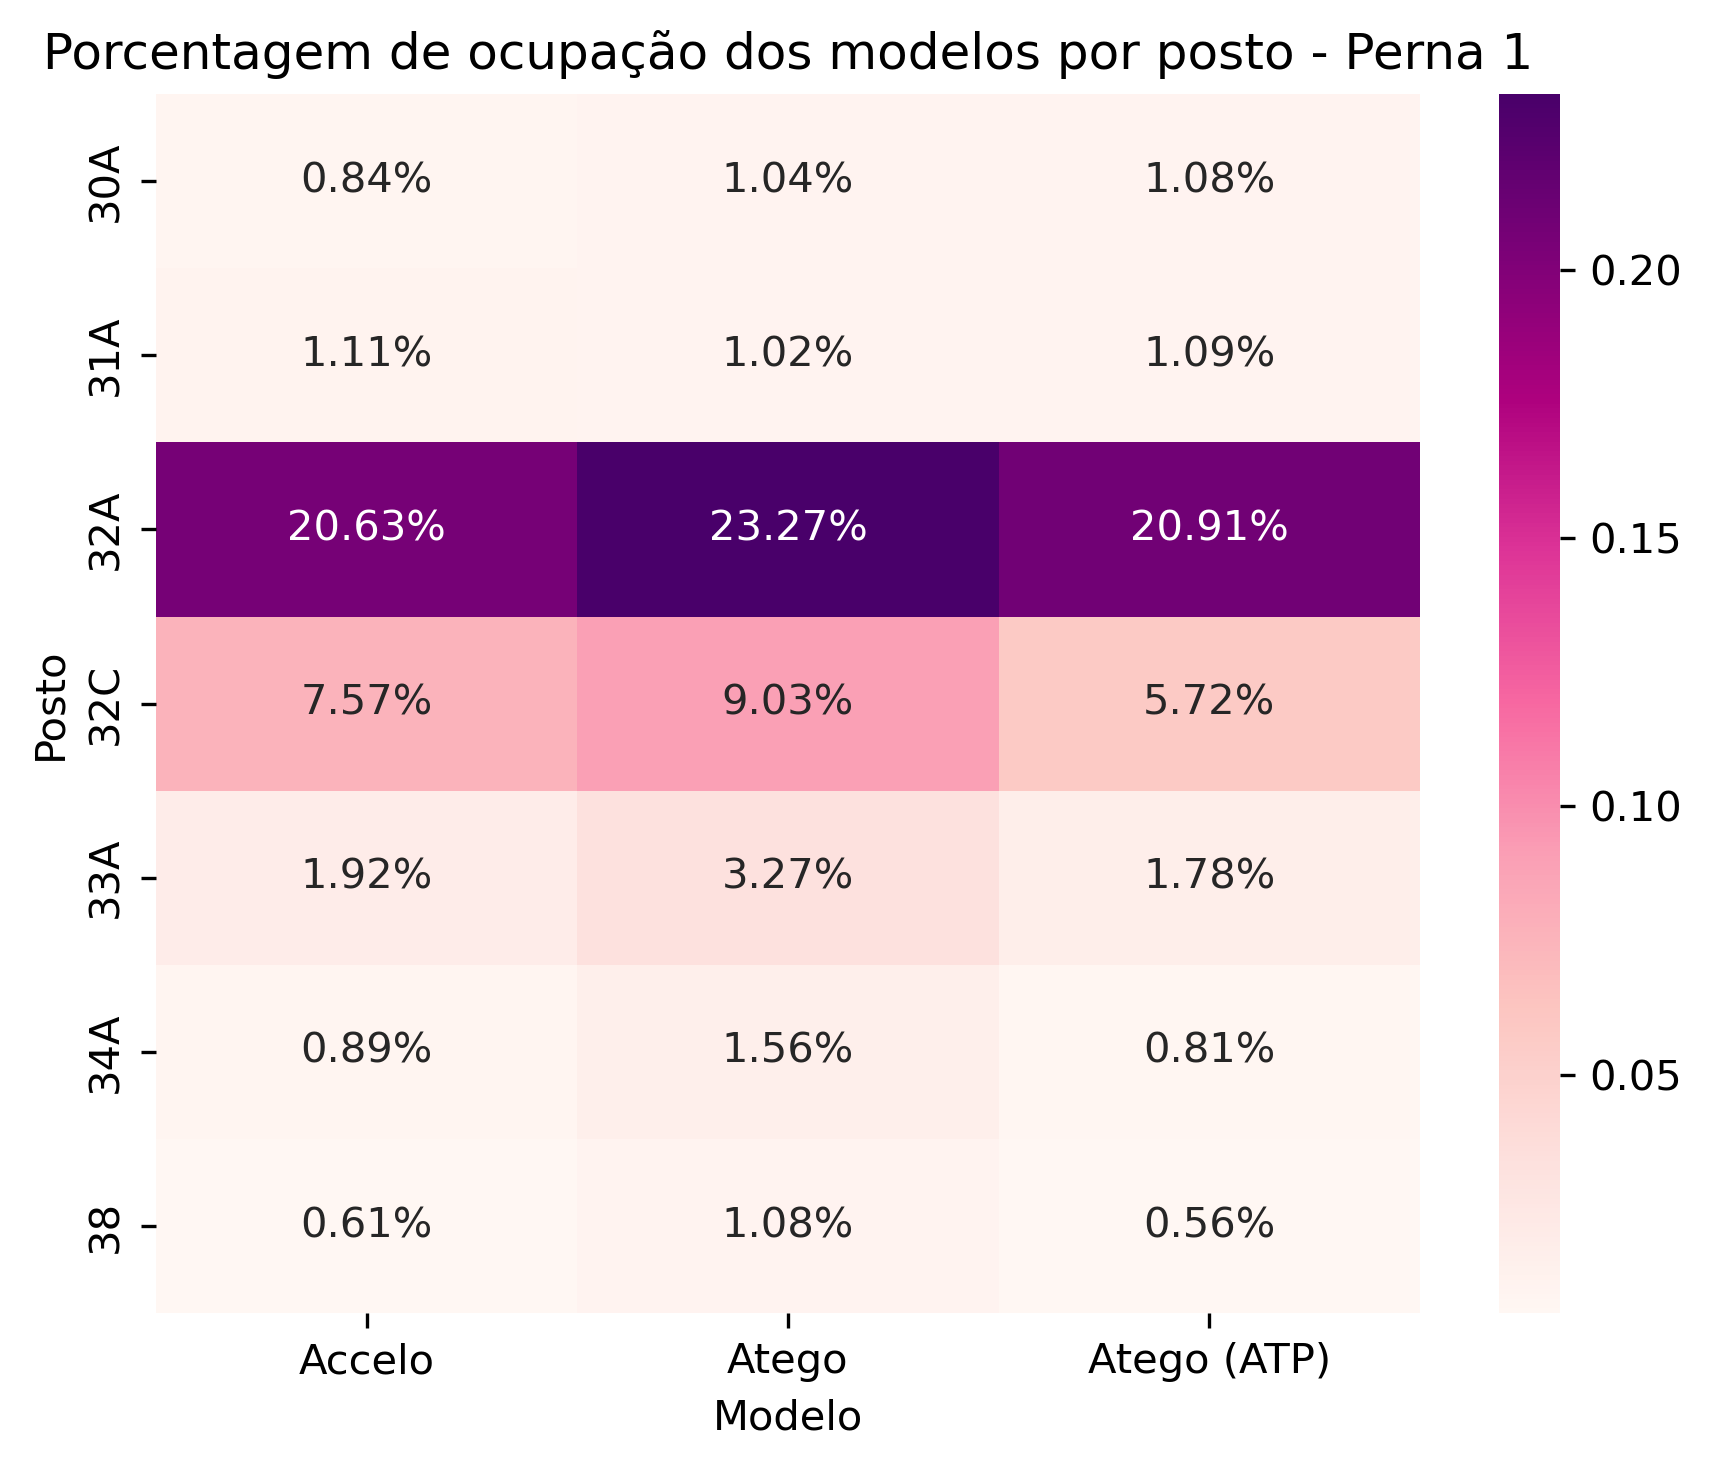 Porcentagem de ocupação dos modelos por posto - Perna 1
Posto
30A 0.84% 1.04% 1.08%
31A 1.11% 1.02% 1.09%
32A 20.63% 23.27% 20.91%
32C 7.57% 9.03% 5.72%
33A 1.92% 3.27% 1.78%
34A 0.89% 1.56% 0.81%
38 0.61% 1.08% 0.56%
Accelo Atego Atego (ATP)
Modelo
0.20
0.15
0.10
0.05